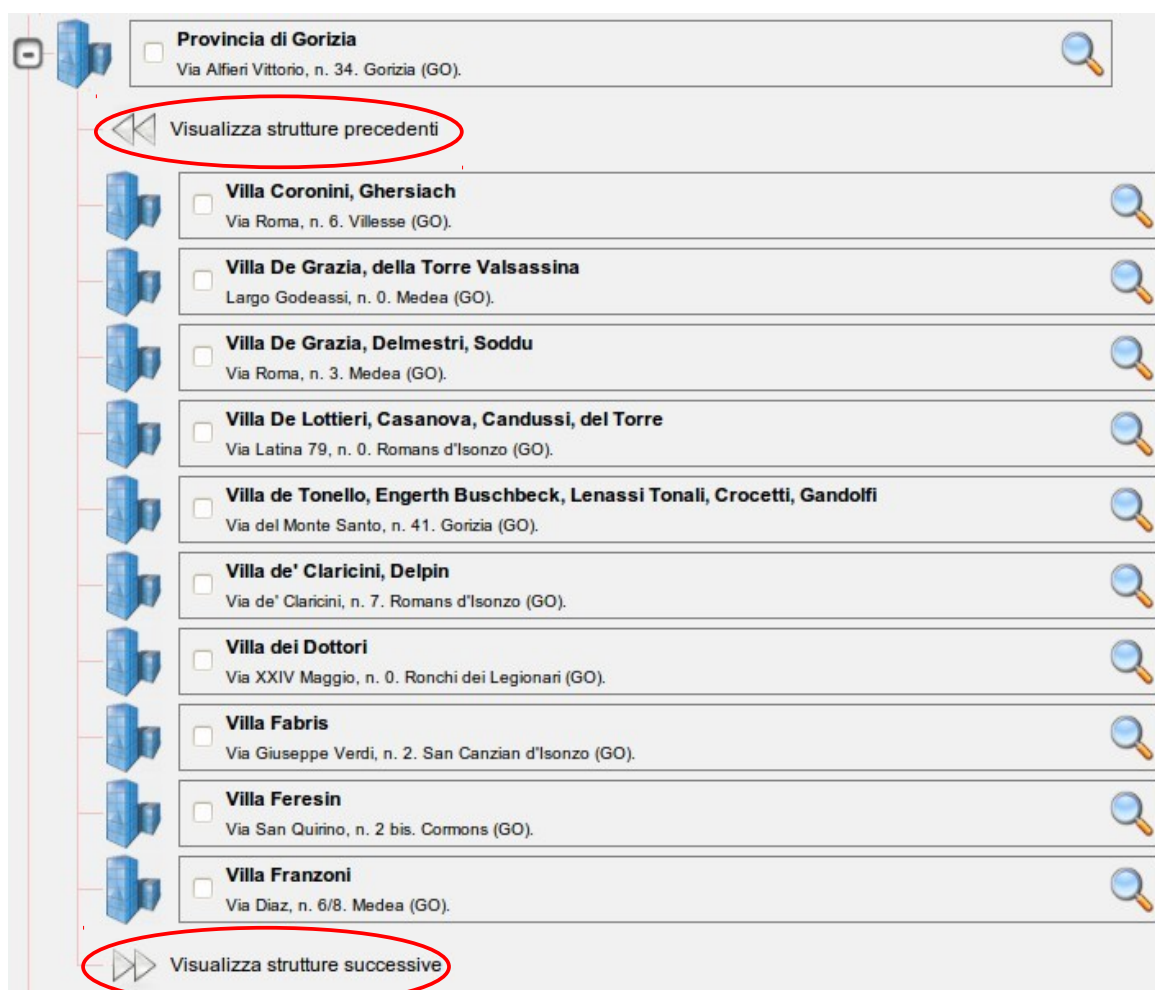 Provincia di Gorizia
Via Alfieri Vittorio, n. 34. Gorizia (GO).
Visualizza strutture precedenti
Villa Coronini, Ghersiach
Via Roma, n. 6. Villesse (GO).
Villa De Grazia, della Torre Valsassina
Largo Godeassi, n. 0. Medea (GO).
Villa De Grazia, Delmestri, Soddu
Via Roma, n. 3. Medea (GO).
Villa De Lottieri, Casanova, Candussi, del Torre
Via Latina 79, n. 0. Romans d'Isonzo (GO).
Villa de Tonello, Engerth Buschbeck, Lenassi Tonali, Crocetti, Gandolfi
Via del Monte Santo, n. 41. Gorizia (GO).
Villa de' Claricini, Delpin
Via de' Claricini, n. 7. Romans d'Isonzo (GO).
Villa dei Dottori
Via XXIV Maggio, n. 0. Ronchi dei Legionari (GO).
Villa Fabris
Via Giuseppe Verdi, n. 2. San Canzian d'Isonzo (GO).
Villa Feresin
Via San Quirino, n. 2 bis. Cormons (GO).
Villa Franzoni
Via Diaz, n. 6/8. Medea (GO).
Visualizza strutture successive